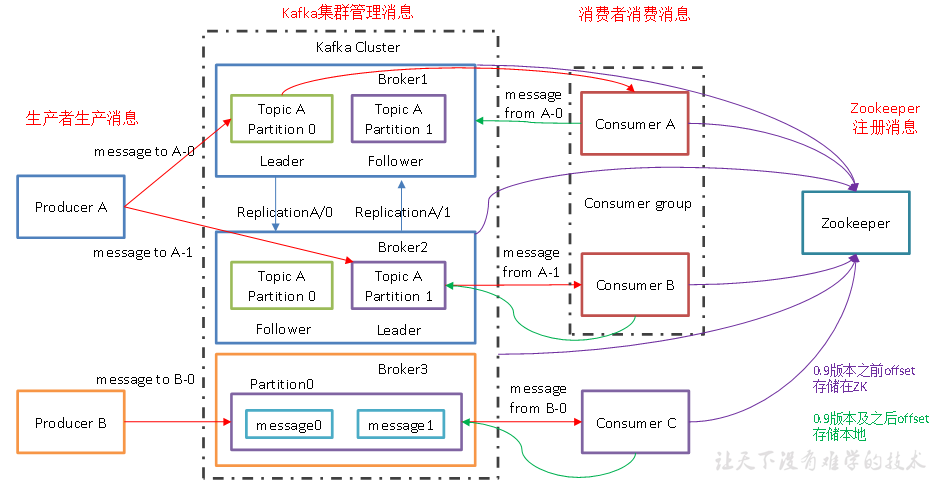 Kafka集群管理消息
消费者消费消息
Kafka Cluster
Broker1
Topic A
Partition 0
Topic A
Partition 1
Leader
Follower
message
from A-0
Consumer A
Zookeeper
注册消息
生产者生产消息
message to A-0
Producer A
ReplicationA/0
ReplicationA/1
Consumer group
Zookeeper
message to A-1
Broker2
Topic A
Partition 0
Topic A
Partition 1
Follower
Leader
message
from A-1
Consumer B
message to B-0
Broker3
Partition0
message0
message1
Producer B
message
from B-0
Consumer C
0.9版本之前offset
存储在ZK
0.9版本及之后offset
存储本地
让天下没有难学的技术